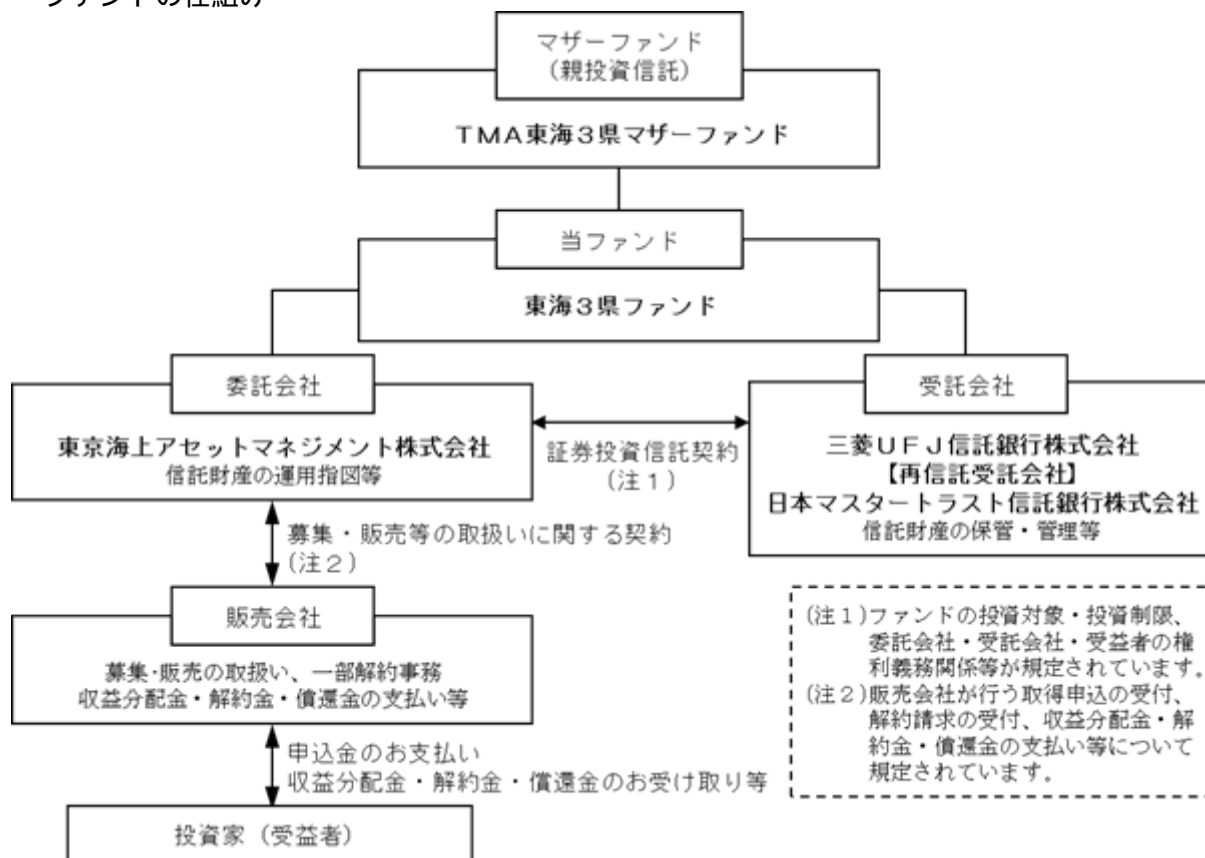 ファンドの仕組み
マザーファンド
（親投資信託）
ＴＭＡ東海３県マザーファンド
当ファンド
東海３県ファンド
委託会社
東京海上アセットマネジメント株式会社
信託財産の運用指図等
証券投資信託契約
（注１）
受託会社
三菱ＵＦＪ信託銀行株式会社
【再信託受託会社】
日本マスタートラスト信託銀行株式会社
信託財産の保管・管理等
募集・販売等の取扱いに関する契約
（注２）
販売会社
募集・販売の取扱い、一部解約事務
収益分配金・解約金・償還金の支払い等
申込金のお支払い
収益分配金・解約金・償還金のお受け取り等
投資家（受益者）
（注１）ファンドの投資対象・投資制限、
委託会社・受託会社・受益者の権
利義務関係等が規定されています。
（注２）販売会社が行う取得申込の受付、
解約請求の受付、収益分配金・解
約金・償還金の支払い等について
規定されています。